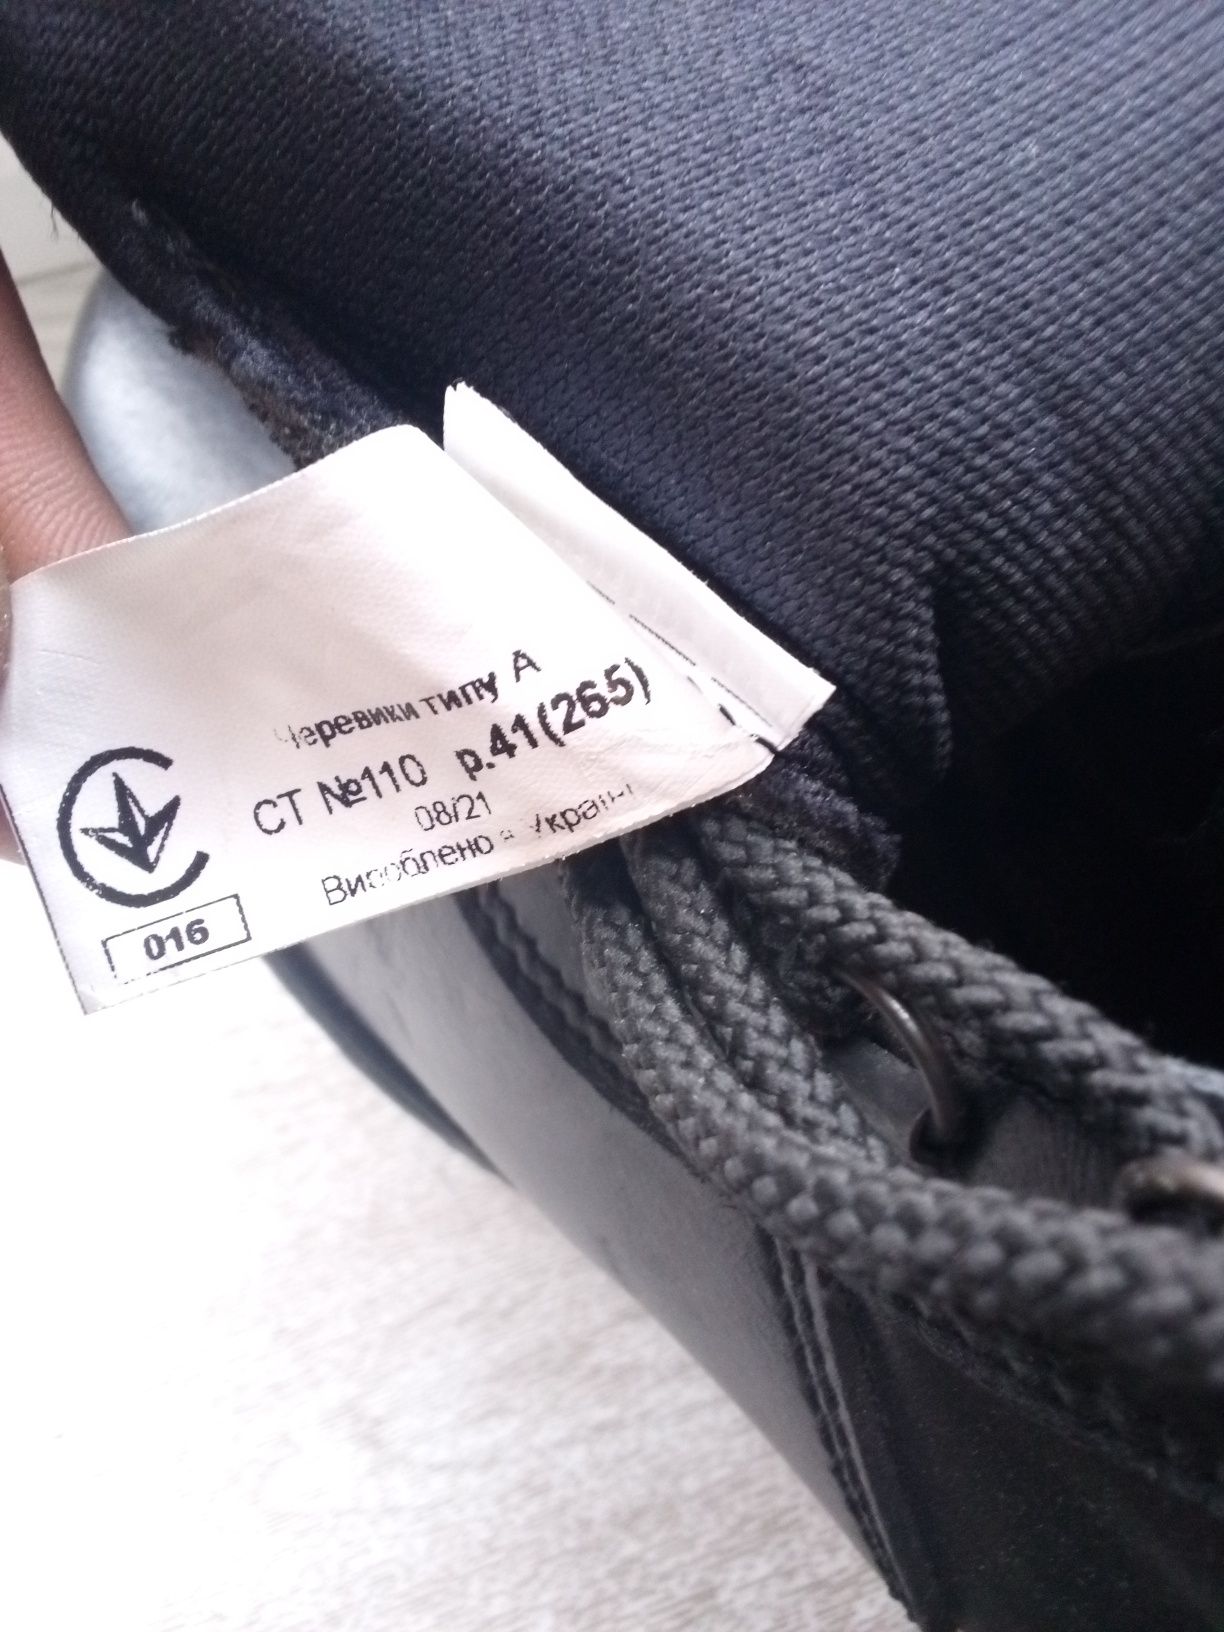 Черевики типу А
СТ №110 р.41(265)
08/21
Вироблено в Україні
016